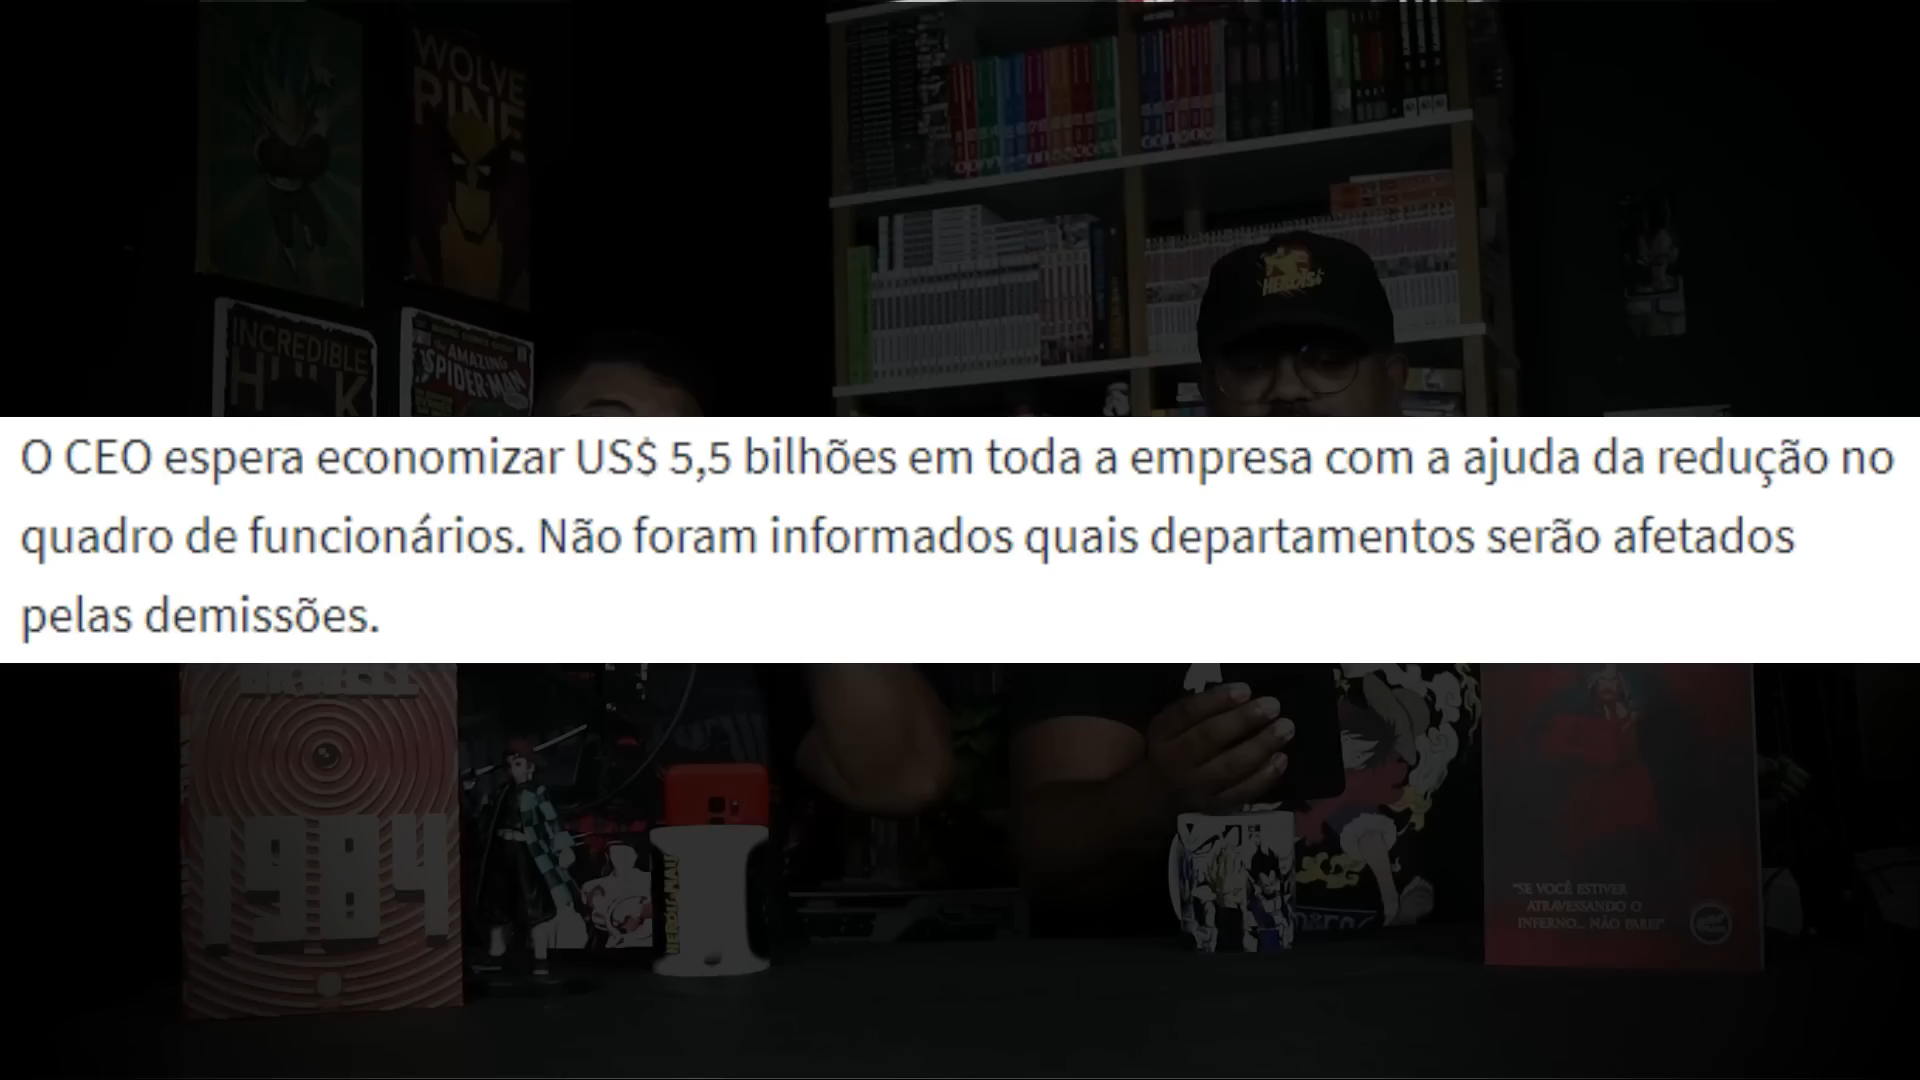 WOLVE
RINE
INCREDIBLE
HULK
THE AMAZING
SPIDER-MAN
HERÓIS+
O CEO espera economizar US$ 5,5 bilhões em toda a empresa com a ajuda da redução no
quadro de funcionários. Não foram informados quais departamentos serão afetados
pelas demissões.
1984
"SE VOCÊ ESTIVER
ATRAVESSANDO O
INFERNO... NÃO PARE!"